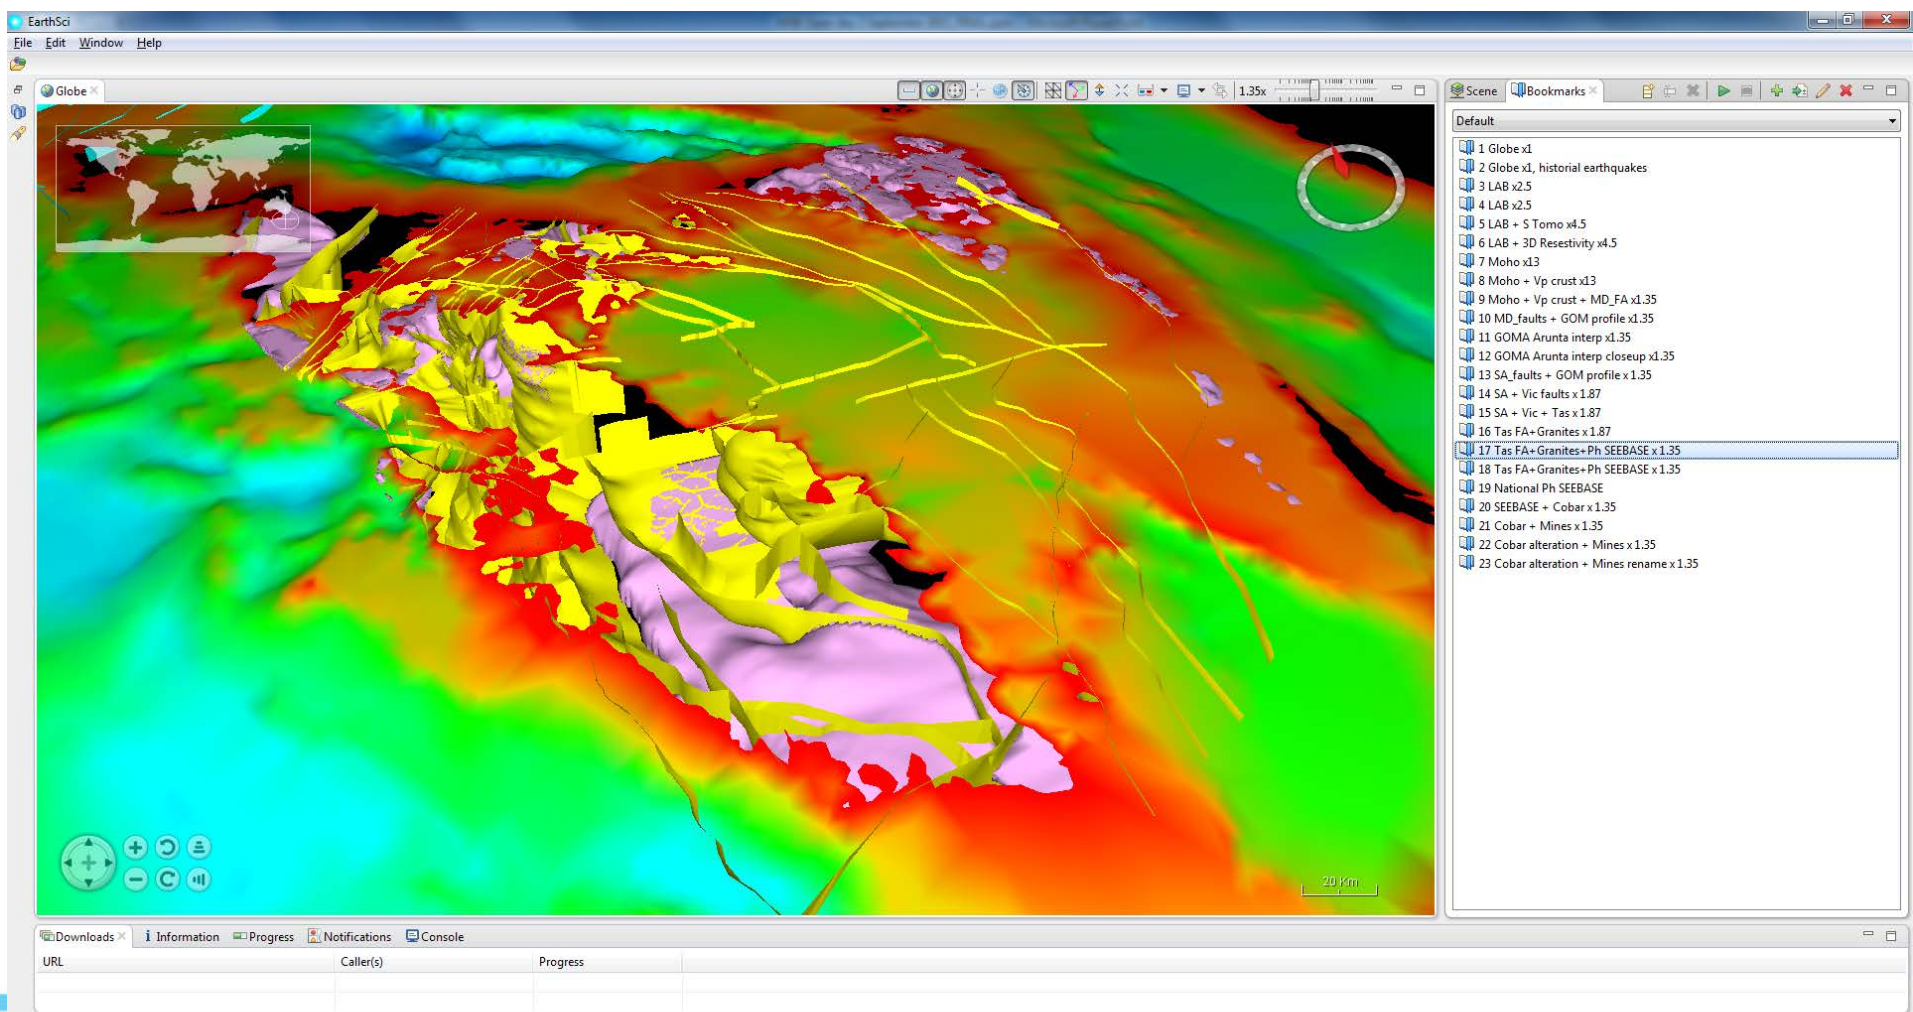 EarthSci
File Edit Window Help
Globe
1.35x
20 Km
Scene Bookmarks
Default
1 Globe x1
2 Globe x1, historial earthquakes
3 LAB x2.5
4 LAB x2.5
5 LAB + S Tomo x4.5
6 LAB + 3D Resestivity x4.5
7 Moho x13
8 Moho + Vp crust x13
9 Moho + Vp crust + MD_FA x1.35
10 MD_faults + GOM profile x1.35
11 GOMA Arunta interp x1.35
12 GOMA Arunta interp closeup x1.35
13 SA_faults + GOM profile x 1.35
14 SA + Vic faults x 1.87
15 SA + Vic + Tas x 1.87
16 Tas FA+Granites x 1.87
17 Tas FA+Granites+Ph SEEBASE x 1.35
18 Tas FA+Granites+Ph SEEBASE x 1.35
19 National Ph SEEBASE
20 SEEBASE + Cobar x 1.35
21 Cobar + Mines x 1.35
22 Cobar alteration + Mines x 1.35
23 Cobar alteration + Mines rename x 1.35
Downloads Information Progress Notifications Console
URL Caller(s) Progress